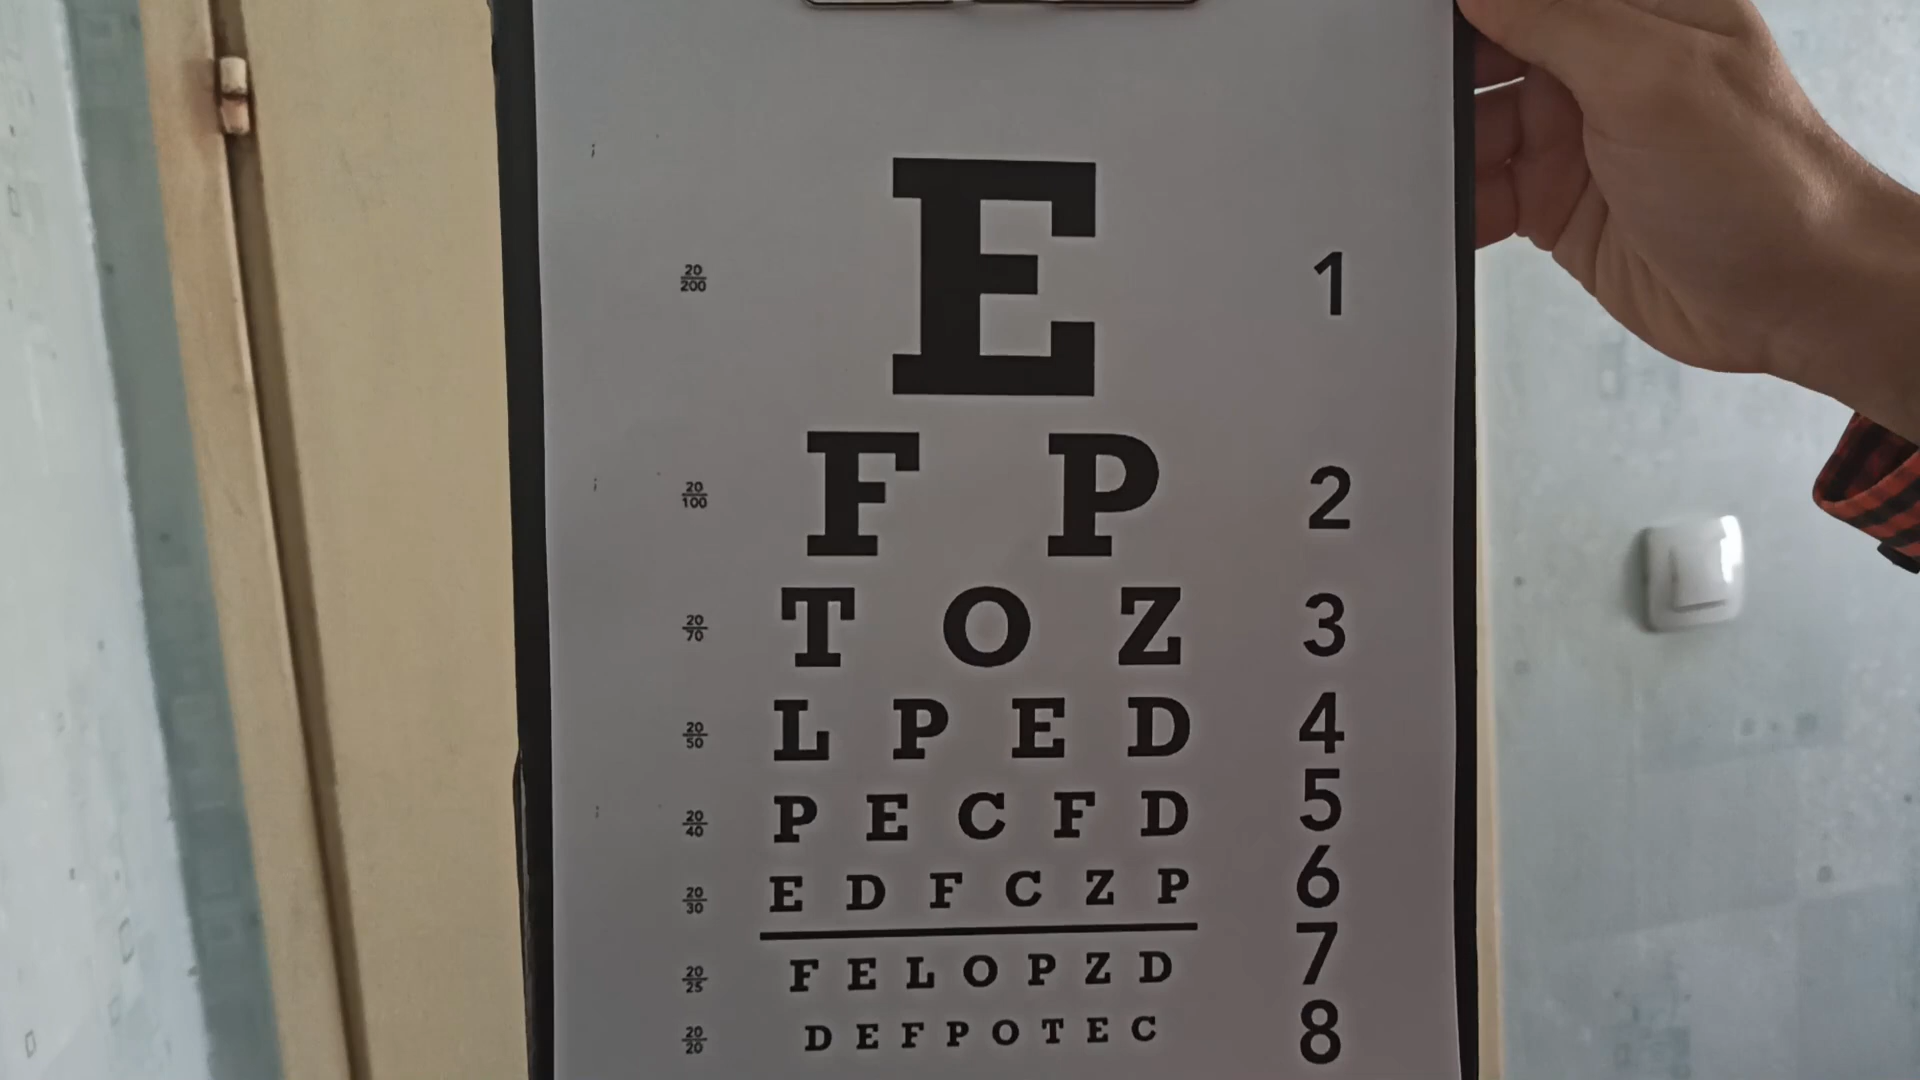 20/200 E 1
20/100 F P 2
20/70 T O Z 3
20/50 L P E D 4
20/40 P E C F D 5
20/30 E D F C Z P 6
20/25 F E L O P Z D 7
20/20 D E F P O T E C 8